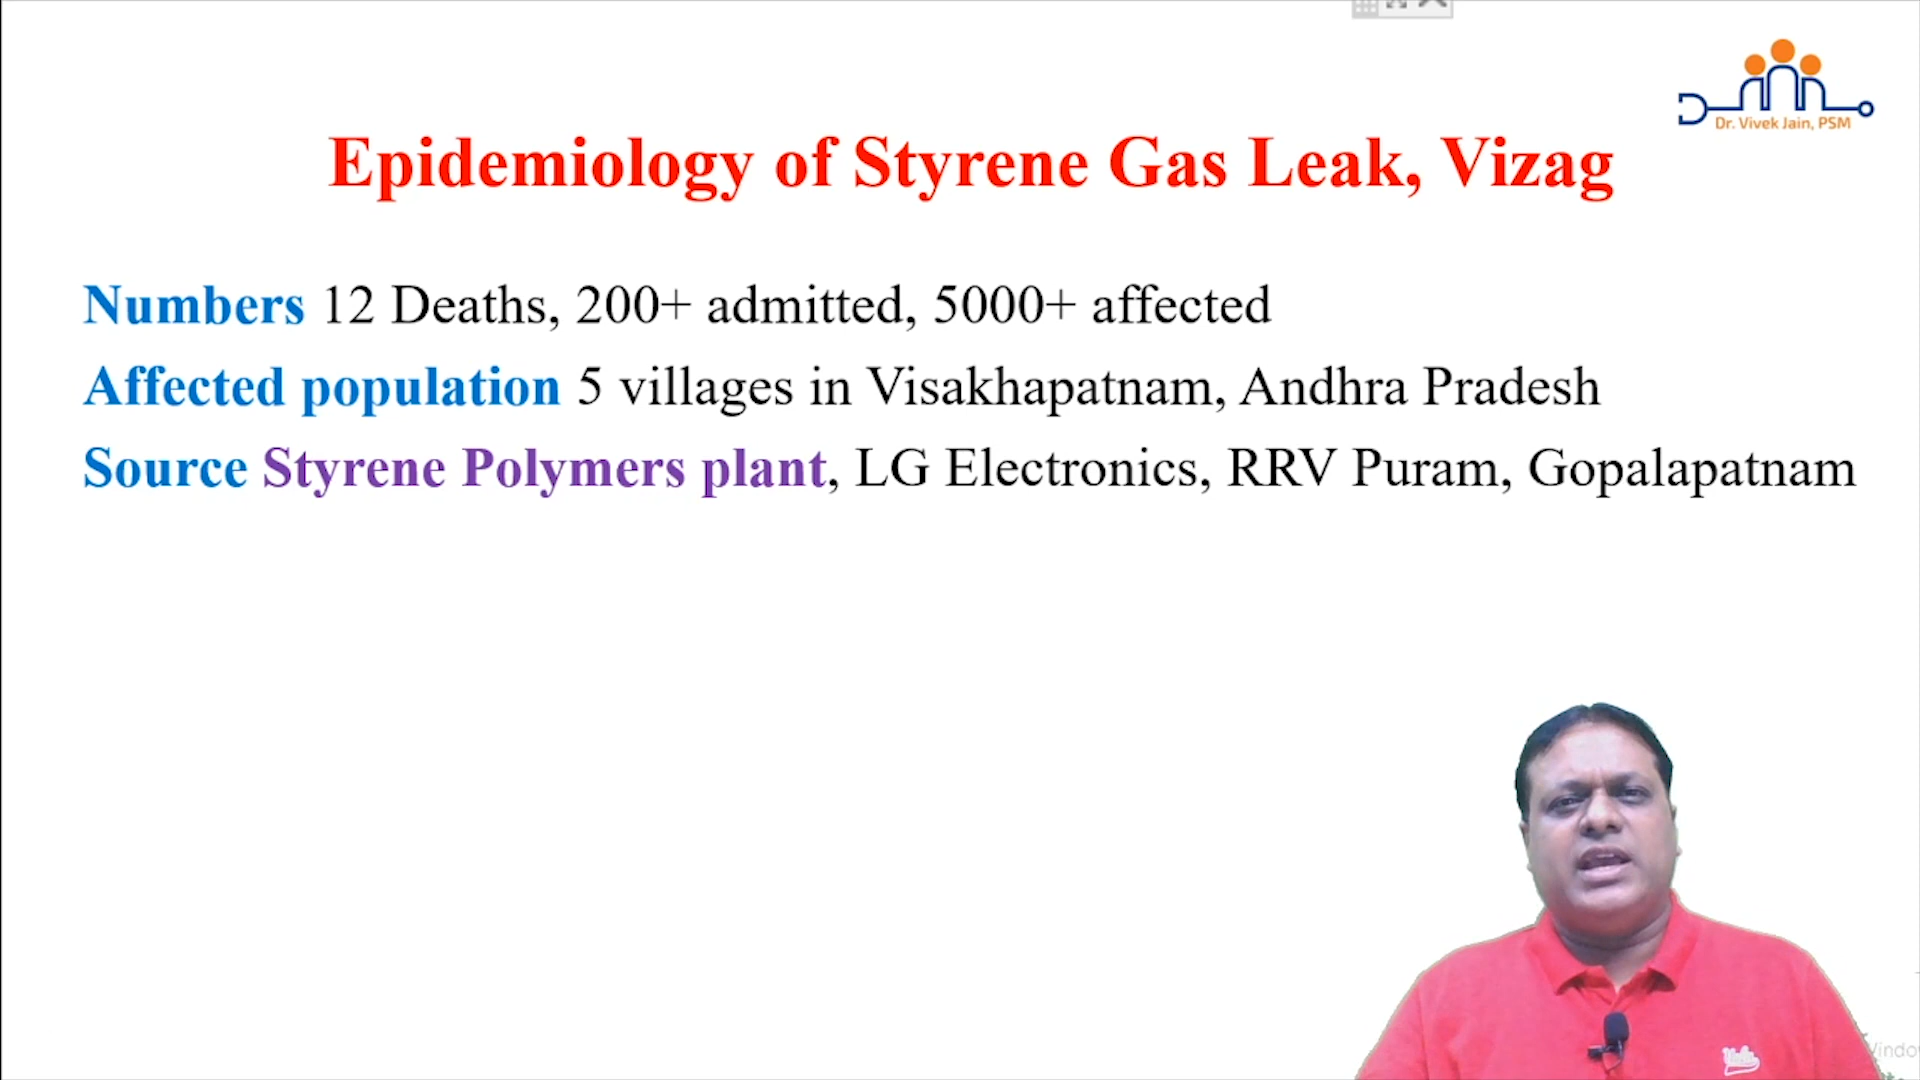 Dr. Vivek Jain, PSM
Epidemiology of Styrene Gas Leak, Vizag
Numbers 12 Deaths, 200+ admitted, 5000+ affected
Affected population 5 villages in Visakhapatnam, Andhra Pradesh
Source Styrene Polymers plant, LG Electronics, RRV Puram, Gopalapatnam